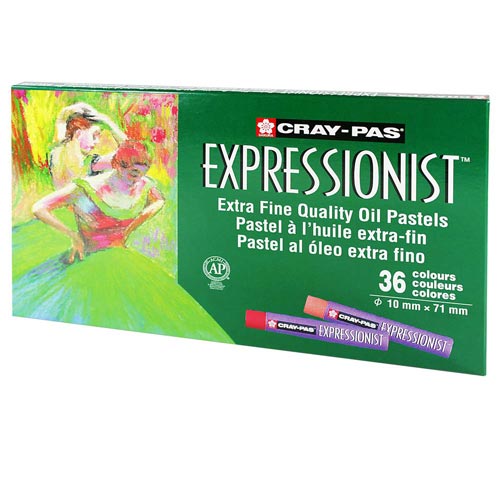 CRAY-PAS®
EXPRESSIONIST™
Extra Fine Quality Oil Pastels
Pastel à l'huile extra-fin
Pastel al óleo extra fino
36 colours
couleurs
colores
ϕ 10 mm × 71 mm
CRAY-PAS EXPRESSIONIST
CRAY-PAS EXPRESSIONIST
AP